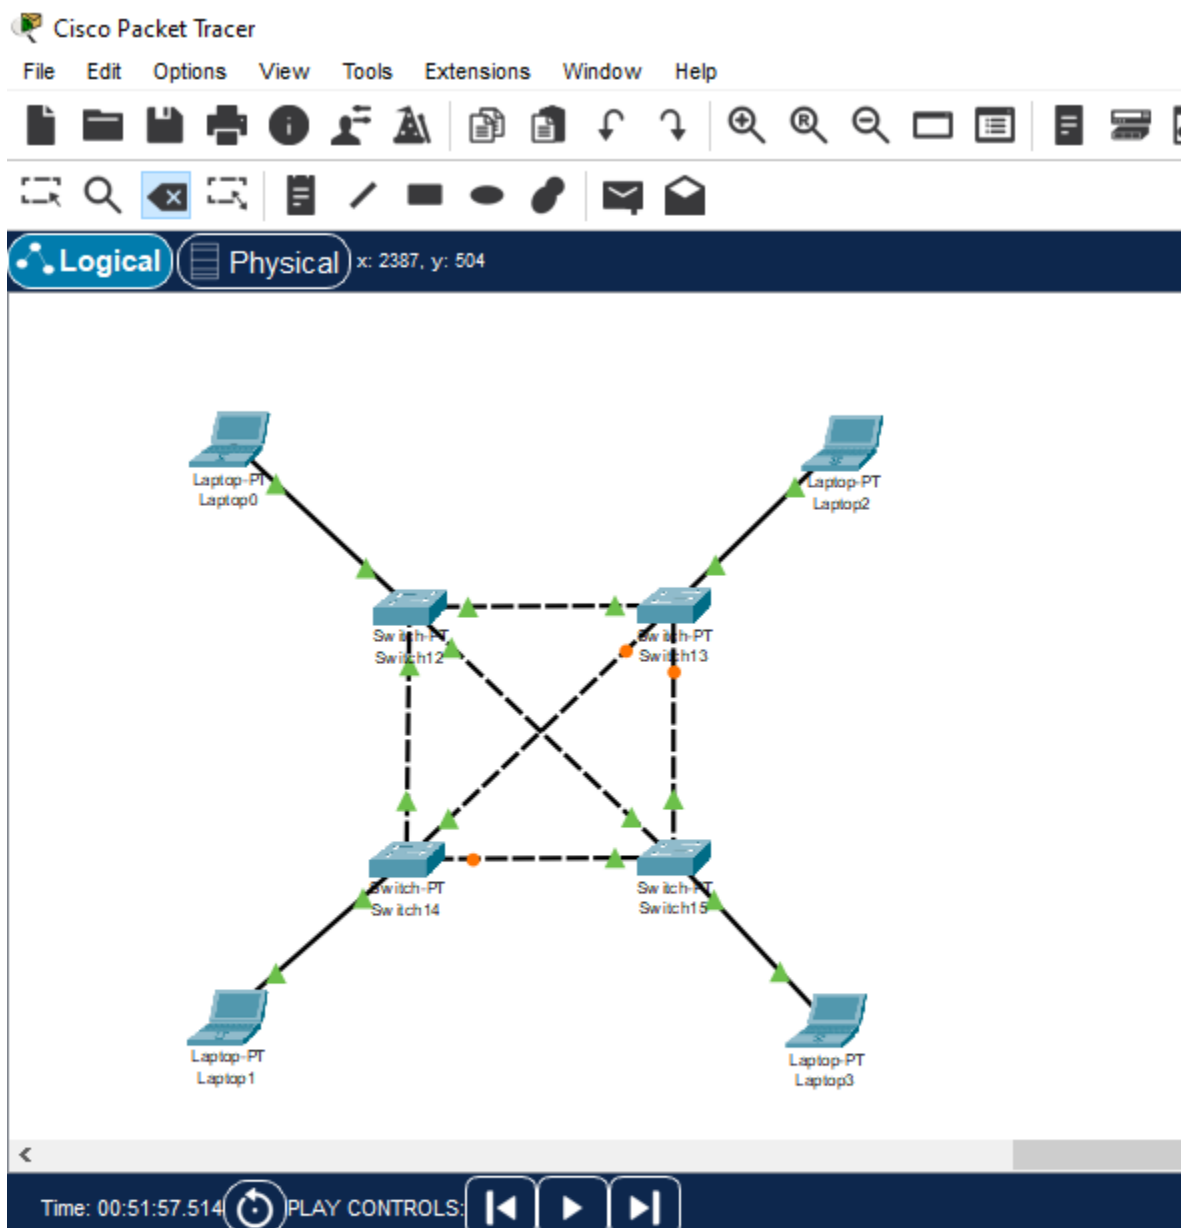 Cisco Packet Tracer
File Edit Options View Tools Extensions Window Help
Logical Physical x: 2387, y: 504
Laptop-PT
Laptop0
Laptop-PT
Laptop2
Switch-PT
Switch12
Switch-PT
Switch13
Switch-PT
Switch14
Switch-PT
Switch15
Laptop-PT
Laptop1
Laptop-PT
Laptop3
Time: 00:51:57.514 PLAY CONTROLS: